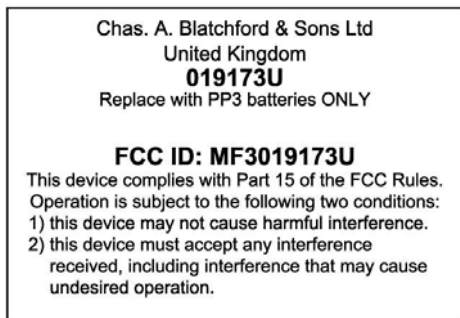 Chas. A. Blatchford & Sons Ltd
United Kingdom
019173U
Replace with PP3 batteries ONLY
FCC ID: MF3019173U
This device complies with Part 15 of the FCC Rules.
Operation is subject to the following two conditions:
1) this device may not cause harmful interference.
2) this device must accept any interference
received, including interference that may cause
undesired operation.